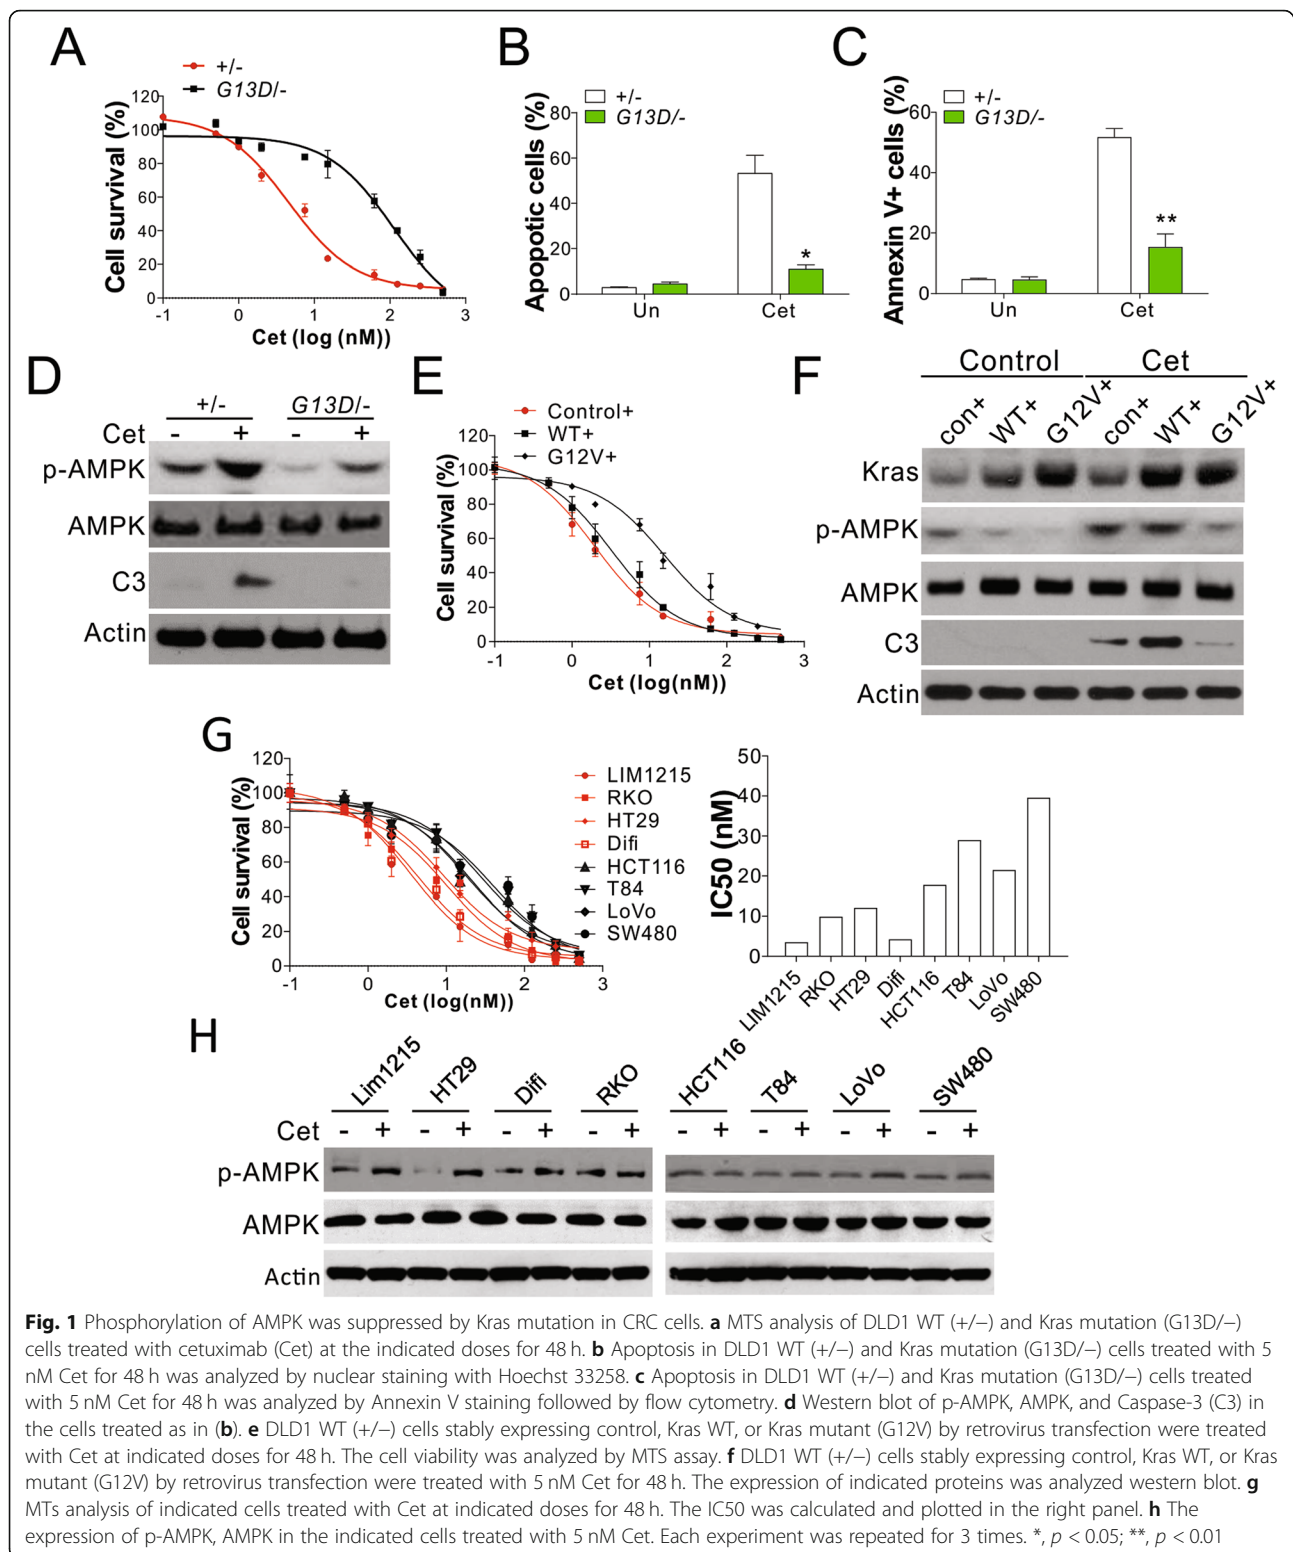 A
+/-
G13D/-
Cell survival (%)
120
100
80
60
40
20
0
-1 0 1 2 3
Cet (log (nM))
B
+/-
G13D/-
Apopotic cells (%)
80
60
40
20
0
*
Un Cet
C
+/-
G13D/-
Annexin V+ cells (%)
60
40
20
0
**
Un Cet
D
+/- G13D/-
Cet - + - +
p-AMPK
AMPK
C3
Actin
E
Control+
WT+
G12V+
Cell survival (%)
120
100
80
60
40
20
0
-1 0 1 2 3
Cet (log(nM))
F
Control Cet
con+ WT+ G12V+ con+ WT+ G12V+
Kras
p-AMPK
AMPK
C3
Actin
G
Cell survival (%)
120
100
80
60
40
20
0
-1 0 1 2 3
Cet (log(nM))
LIM1215
RKO
HT29
Difi
HCT116
T84
LoVo
SW480
IC50 (nM)
50
40
30
20
10
0
LIM1215 RKO HT29 Difi HCT116 T84 LoVo SW480
H
Lim1215 HT29 Difi RKO HCT116 T84 LoVo SW480
Cet - + - + - + - + - + - + - + - +
p-AMPK
AMPK
Actin
Fig. 1 Phosphorylation of AMPK was suppressed by Kras mutation in CRC cells. a MTS analysis of DLD1 WT (+/−) and Kras mutation (G13D/−)
cells treated with cetuximab (Cet) at the indicated doses for 48 h. b Apoptosis in DLD1 WT (+/−) and Kras mutation (G13D/−) cells treated with 5
nM Cet for 48 h was analyzed by nuclear staining with Hoechst 33258. c Apoptosis in DLD1 WT (+/−) and Kras mutation (G13D/−) cells treated
with 5 nM Cet for 48 h was analyzed by Annexin V staining followed by flow cytometry. d Western blot of p-AMPK, AMPK, and Caspase-3 (C3) in
the cells treated as in (b). e DLD1 WT (+/−) cells stably expressing control, Kras WT, or Kras mutant (G12V) by retrovirus transfection were treated
with Cet at indicated doses for 48 h. The cell viability was analyzed by MTS assay. f DLD1 WT (+/−) cells stably expressing control, Kras WT, or Kras
mutant (G12V) by retrovirus transfection were treated with 5 nM Cet for 48 h. The expression of indicated proteins was analyzed western blot. g
MTs analysis of indicated cells treated with Cet at indicated doses for 48 h. The IC50 was calculated and plotted in the right panel. h The
expression of p-AMPK, AMPK in the indicated cells treated with 5 nM Cet. Each experiment was repeated for 3 times. *, p < 0.05; **, p < 0.01